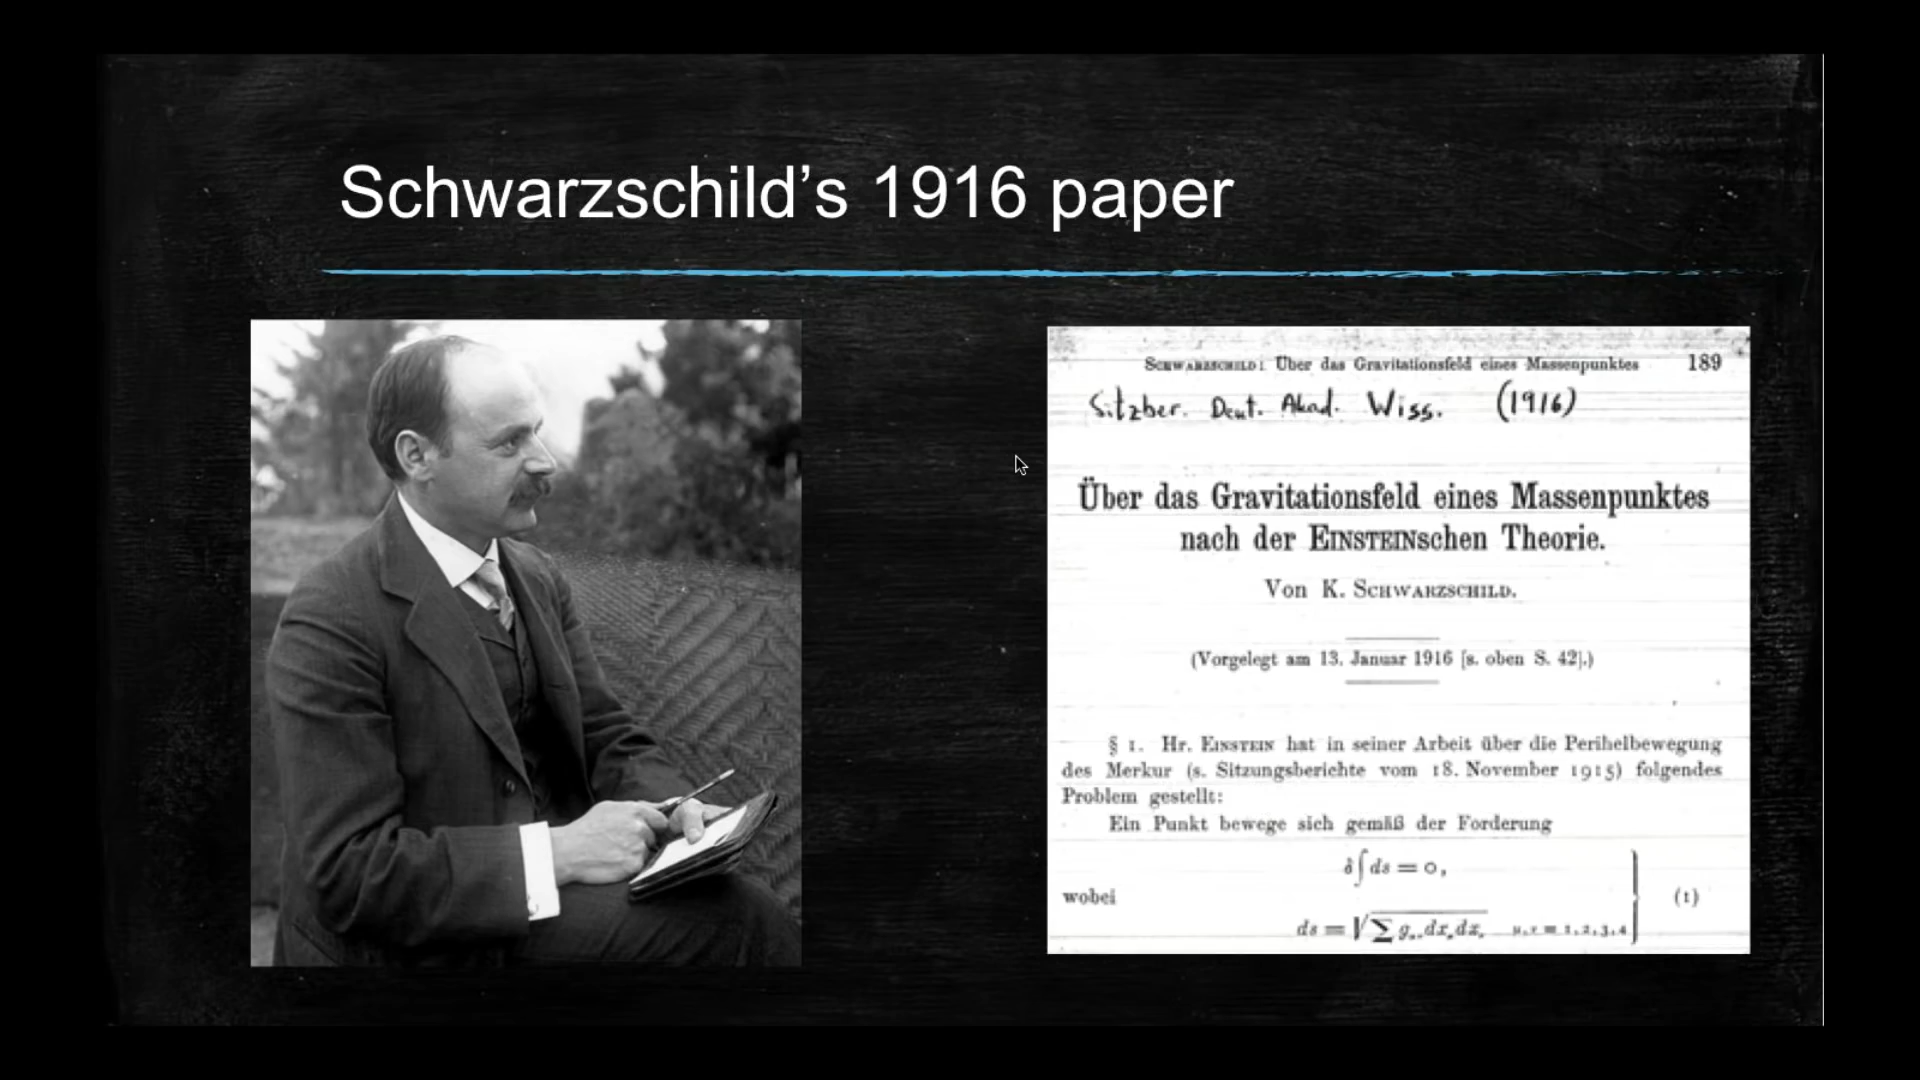 Schwarzschild’s 1916 paper
SCHWARZSCHILD: Über das Gravitationsfeld eines Massenpunktes 189
Sitzber. Deut. Akad. Wiss. (1916)
Über das Gravitationsfeld eines Massenpunktes
nach der EINSTEINschen Theorie.
Von K. SCHWARZSCHILD.
(Vorgelegt am 13. Januar 1916 [s. oben S. 42].)
§ 1. Hr. EINSTEIN hat in seiner Arbeit über die Perihelbewegung
des Merkur (s. Sitzungsberichte vom 18. November 1915) folgendes
Problem gestellt:
Ein Punkt bewege sich gemäß der Forderung
δ∫ds = 0,
wobei (1)
ds = √Σ gμν dxμ dxν μ, ν = 1, 2, 3, 4